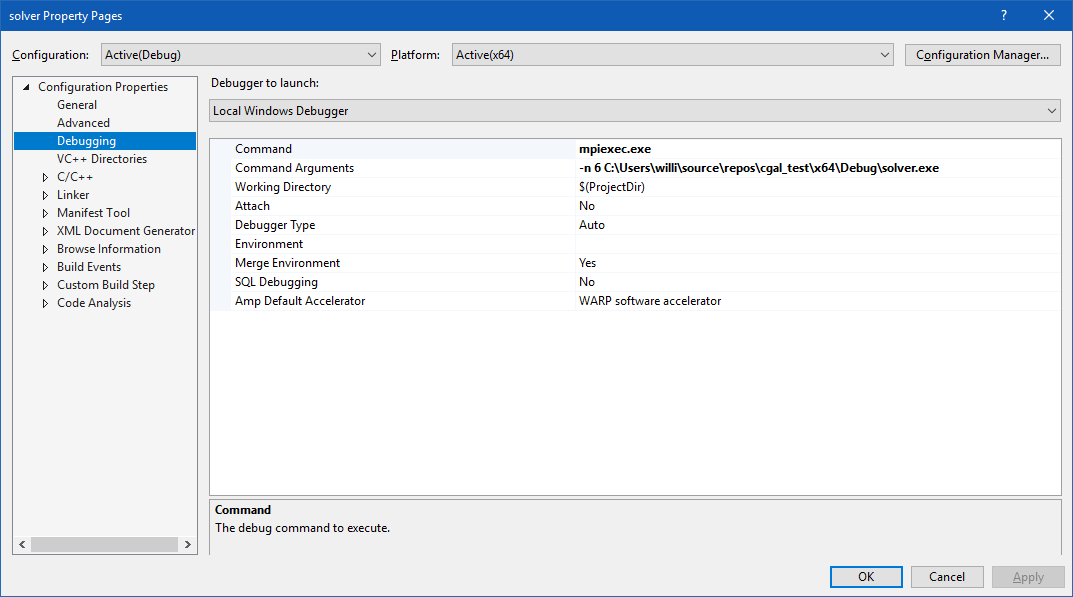 solver Property Pages
Configuration: Active(Debug) Platform: Active(x64) Configuration Manager...
Configuration Properties
General
Advanced
Debugging
VC++ Directories
C/C++
Linker
Manifest Tool
XML Document Generator
Browse Information
Build Events
Custom Build Step
Code Analysis
Debugger to launch:
Local Windows Debugger
Command mpiexec.exe
Command Arguments -n 6 C:\Users\willi\source\repos\cgal_test\x64\Debug\solver.exe
Working Directory $(ProjectDir)
Attach No
Debugger Type Auto
Environment
Merge Environment Yes
SQL Debugging No
Amp Default Accelerator WARP software accelerator
Command
The debug command to execute.
OK Cancel Apply